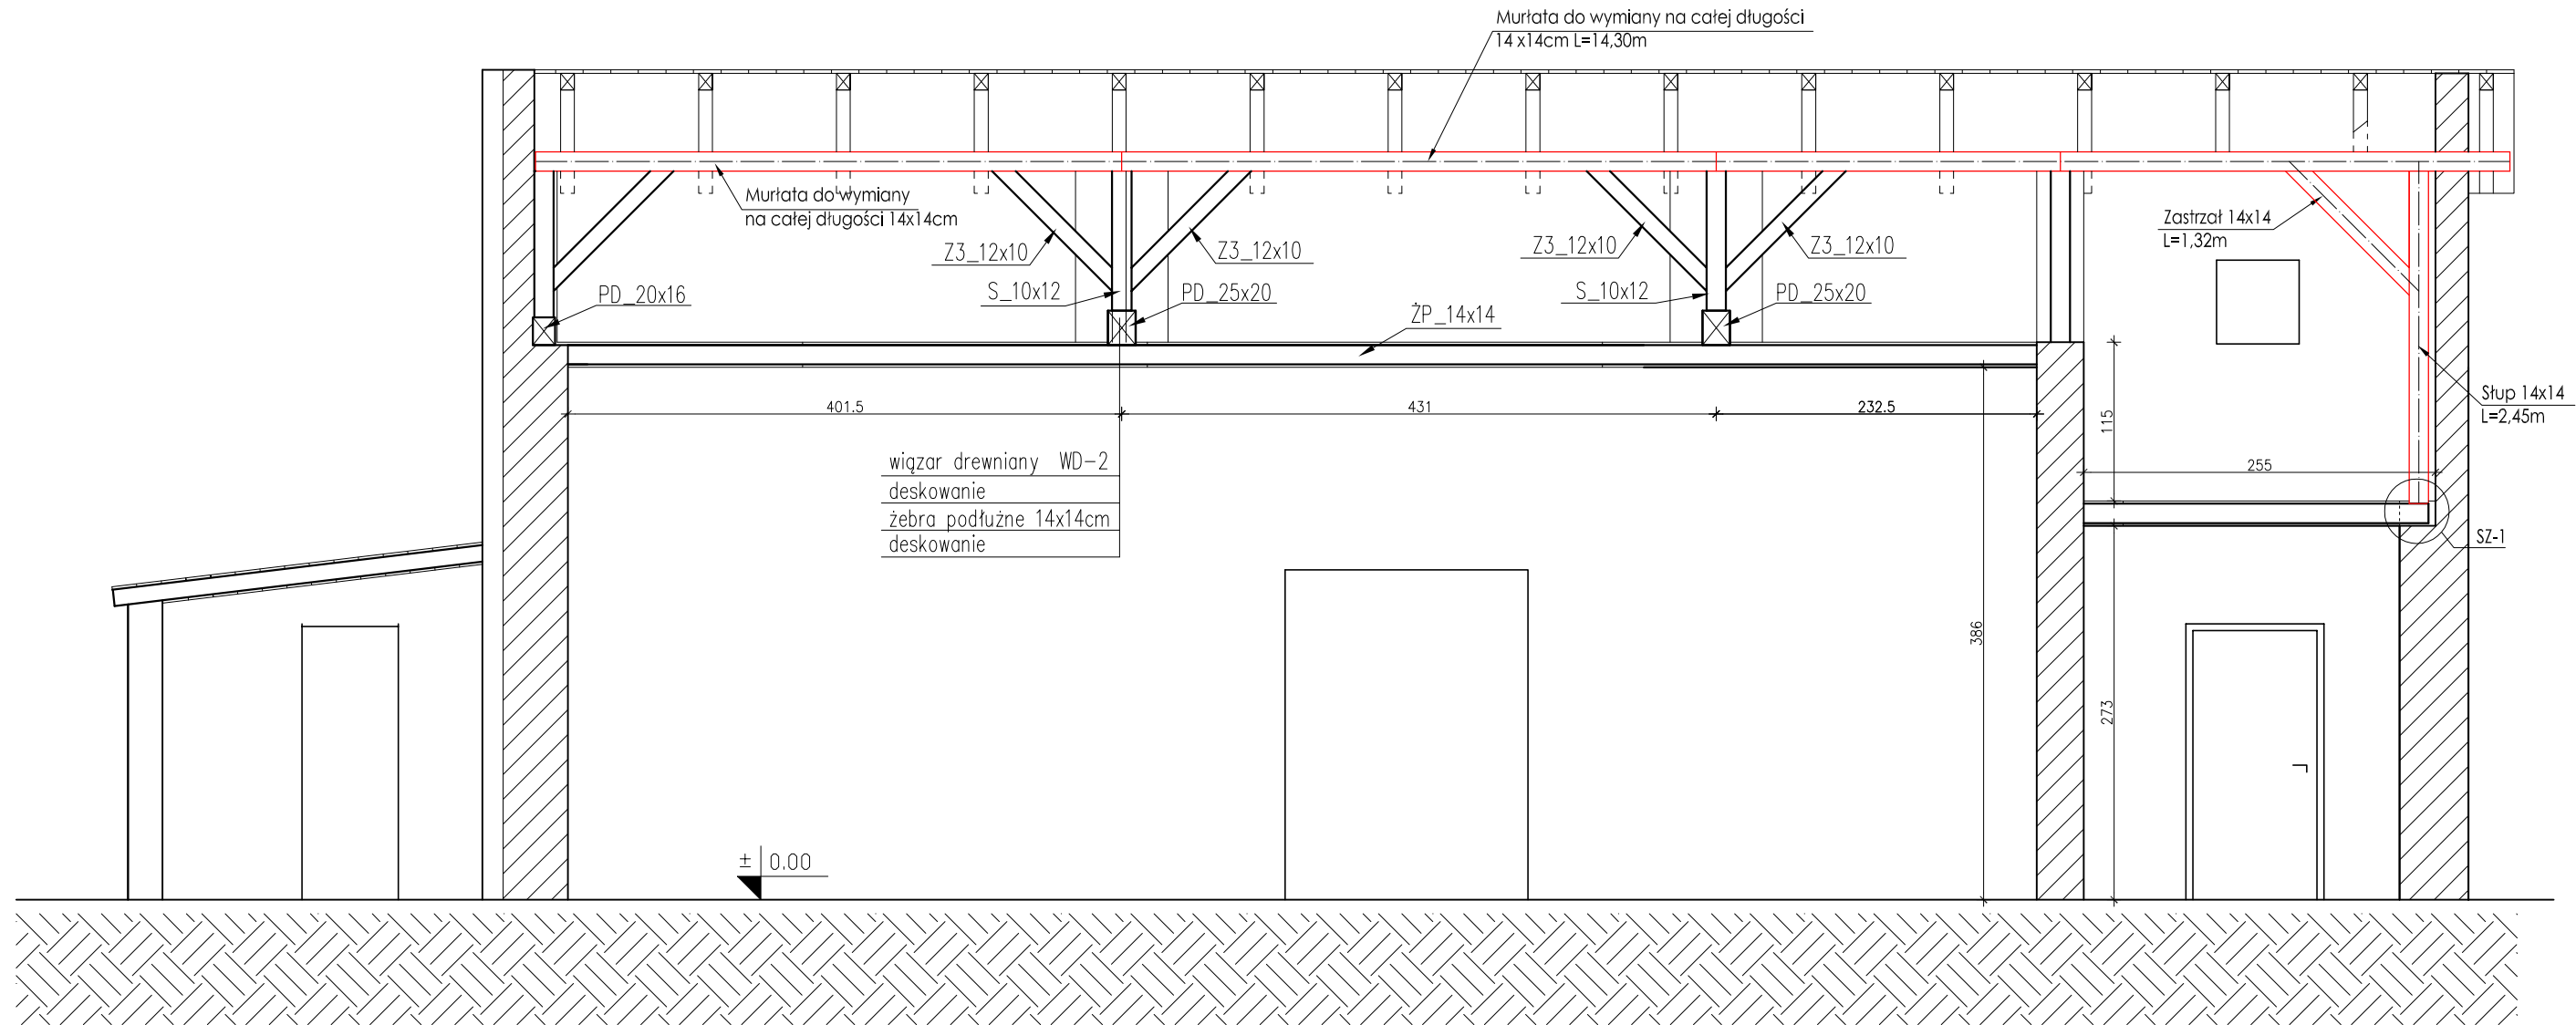 Murłata do wymiany na całej długości
14 x14cm L=14,30m
Murłata do wymiany
na całej długości 14x14cm
Zastrzał 14x14
L=1,32m
Z3_12x10
Z3_12x10
Z3_12x10
Z3_12x10
PD_20x16
S_10x12
PD_25x20
S_10x12
PD_25x20
ŻP_14x14
Słup 14x14
L=2,45m
401.5
431
232.5
115
255
wiązar drewniany WD-2
deskowanie
żebra podłużne 14x14cm
deskowanie
SZ-1
386
273
± 0.00